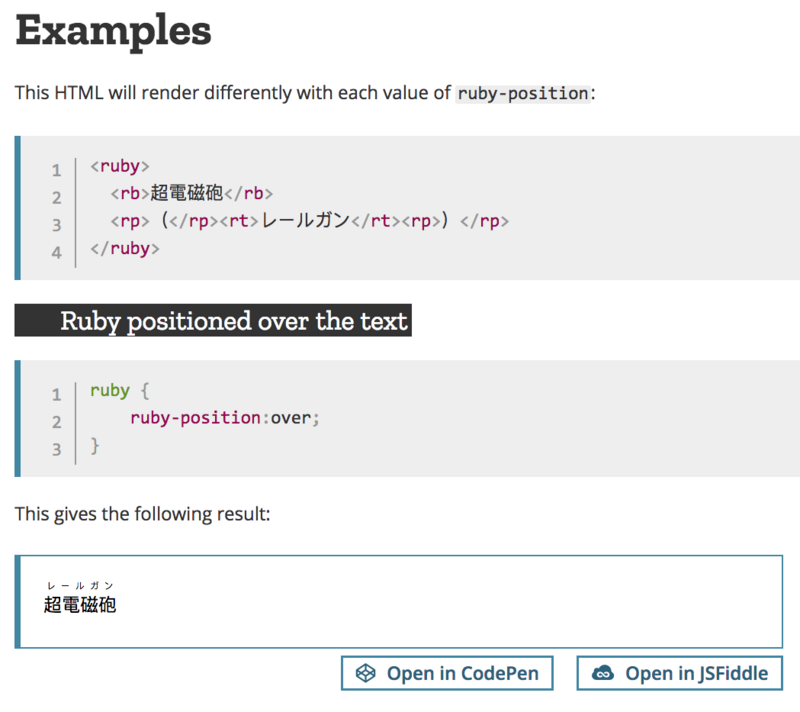 Examples
This HTML will render differently with each value of ruby-position:
1 <ruby>
2 <rb>超電磁砲</rb>
3 <rp>（</rp><rt>レールガン</rt><rp>）</rp>
4 </ruby>
Ruby positioned over the text
1 ruby {
2 ruby-position:over;
3 }
This gives the following result:
レールガン
超電磁砲
Open in CodePen Open in JSFiddle